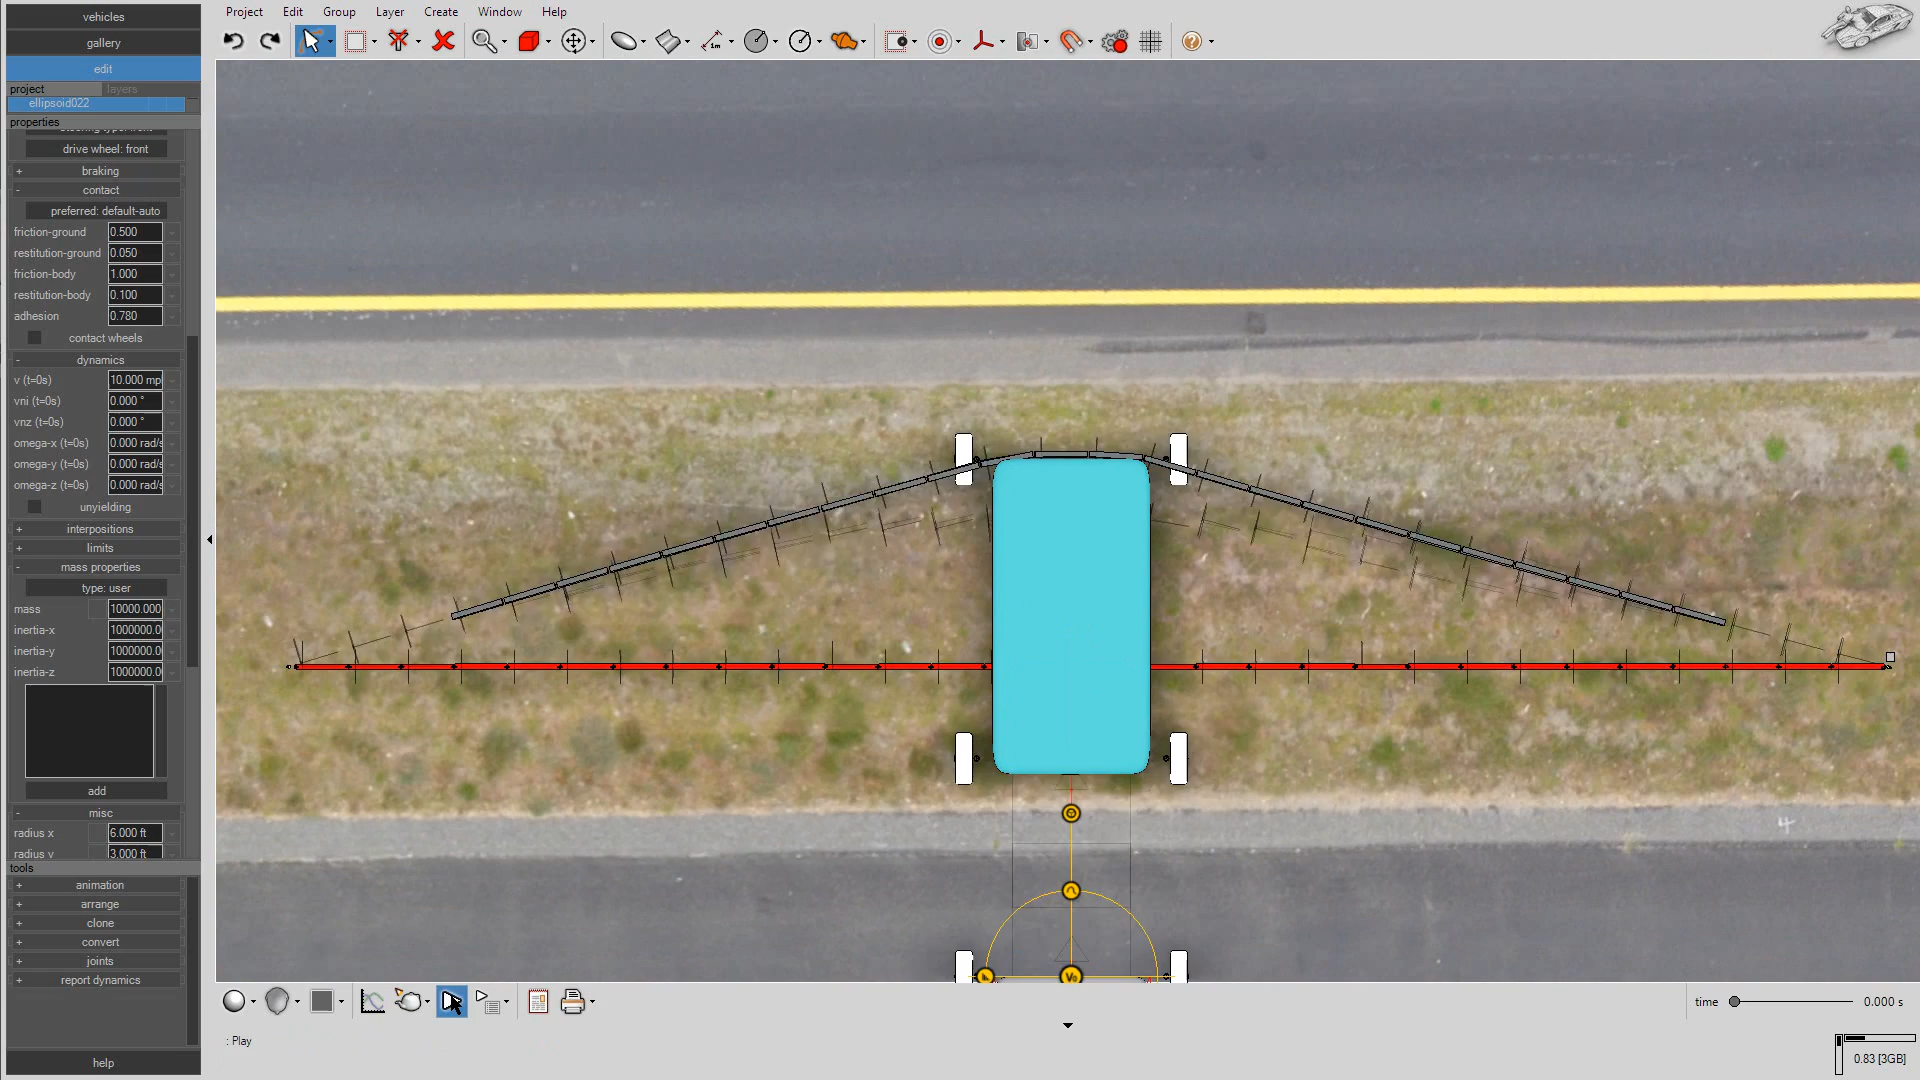 vehicles
gallery
edit
project layers
ellipsoid022
properties
drive wheel: front
+ braking
- contact
preferred: default-auto
friction-ground 0.500
restitution-ground 0.050
friction-body 1.000
restitution-body 0.100
adhesion 0.780
contact wheels
- dynamics
v (t=0s) 10.000 mp
vni (t=0s) 0.000 °
vnz (t=0s) 0.000 °
omega-x (t=0s) 0.000 rad/s
omega-y (t=0s) 0.000 rad/s
omega-z (t=0s) 0.000 rad/s
unyielding
+ interpositions
+ limits
- mass properties
type: user
mass 10000.000
inertia-x 1000000.0
inertia-y 1000000.0
inertia-z 1000000.0
add
- misc
radius x 6.000 ft
radius y 3.000 ft
tools
+ animation
+ arrange
+ clone
+ convert
+ joints
+ report dynamics
help
Project Edit Group Layer Create Window Help
1m
V₀
time 0.000 s
: Play
0.83 [3GB]